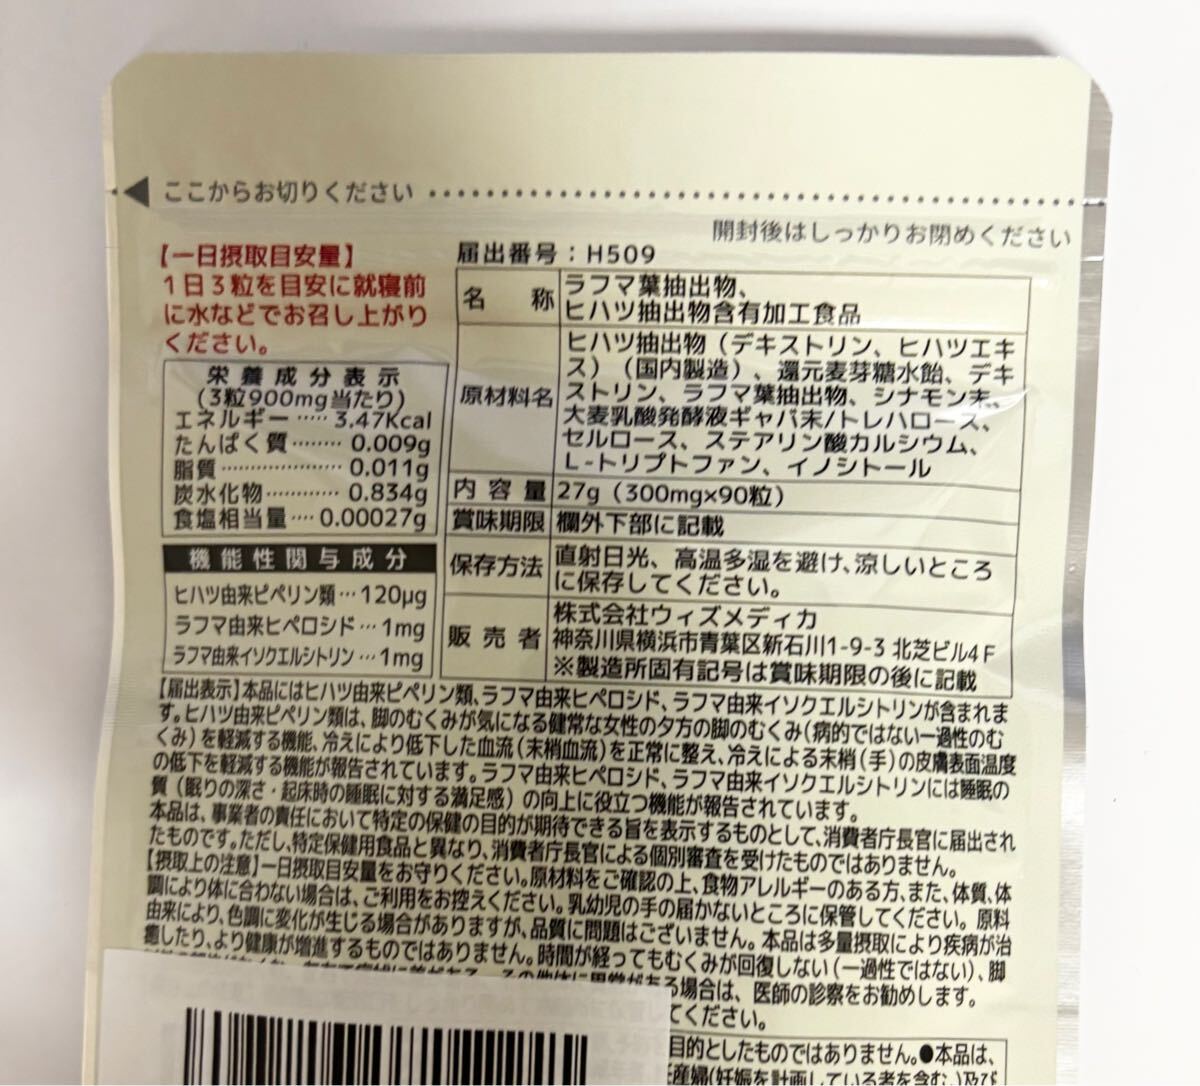 ここからお切りください
開封後はしっかりお閉めください
【一日摂取目安量】
1日3粒を目安に就寝前
に水などでお召し上がり
ください。
栄養成分表示
(3粒900mg当たり)
エネルギー ····· 3.47Kcal
たんぱく質 ········ 0.009g
脂質 ··················· 0.011g
炭水化物 ············ 0.834g
食塩相当量 ···· 0.00027g
機能性関与成分
ヒハツ由来ピペリン類 ··· 120μg
ラフマ由来ヒペロシド ··· 1mg
ラフマ由来イソクエルシトリン ··· 1mg
届出番号：H509
名称 ラフマ葉抽出物、
ヒハツ抽出物含有加工食品
原材料名 ヒハツ抽出物（デキストリン、ヒハツエキ
ス）（国内製造）、還元麦芽糖水飴、デキ
ストリン、ラフマ葉抽出物、シナモン末、
大麦乳酸発酵液ギャバ末/トレハロース、
セルロース、ステアリン酸カルシウム、
L-トリプトファン、イノシトール
内容量 27g（300mg×90粒）
賞味期限 欄外下部に記載
保存方法 直射日光、高温多湿を避け、涼しいところ
に保存してください。
販売者 株式会社ウィズメディカ
神奈川県横浜市青葉区新石川1-9-3 北芝ビル4F
※製造所固有記号は賞味期限の後に記載
【届出表示】本品にはヒハツ由来ピペリン類、ラフマ由来ヒペロシド、ラフマ由来イソクエルシトリンが含まれま
す。ヒハツ由来ピペリン類は、脚のむくみが気になる健常な女性の夕方の脚のむくみ（病的ではない一過性のむ
くみ）を軽減する機能、冷えにより低下した血流（末梢血流）を正常に整え、冷えによる末梢（手）の皮膚表面温度
の低下を軽減する機能が報告されています。ラフマ由来ヒペロシド、ラフマ由来イソクエルシトリンには睡眠の
質（眠りの深さ・起床時の睡眠に対する満足感）の向上に役立つ機能が報告されています。
本品は、事業者の責任において特定の保健の目的が期待できる旨を表示するものとして、消費者庁長官に届出され
たものです。ただし、特定保健用食品と異なり、消費者庁長官による個別審査を受けたものではありません。
【摂取上の注意】一日摂取目安量をお守りください。原材料をご確認の上、食物アレルギーのある方、また、体質、体
調により体に合わない場合は、ご利用をお控えください。乳幼児の手の届かないところに保管してください。原料
由来により、色調に変化が生じる場合がありますが、品質に問題はございません。本品は多量摂取により疾病が治
癒したり、より健康が増進するものではありません。時間が経ってもむくみが回復しない（一過性ではない）、脚
場合は、医師の診察をお勧めします。
てください。
目的としたものではありません。●本品は、
産婦（妊娠を計画している者を含む。）及び